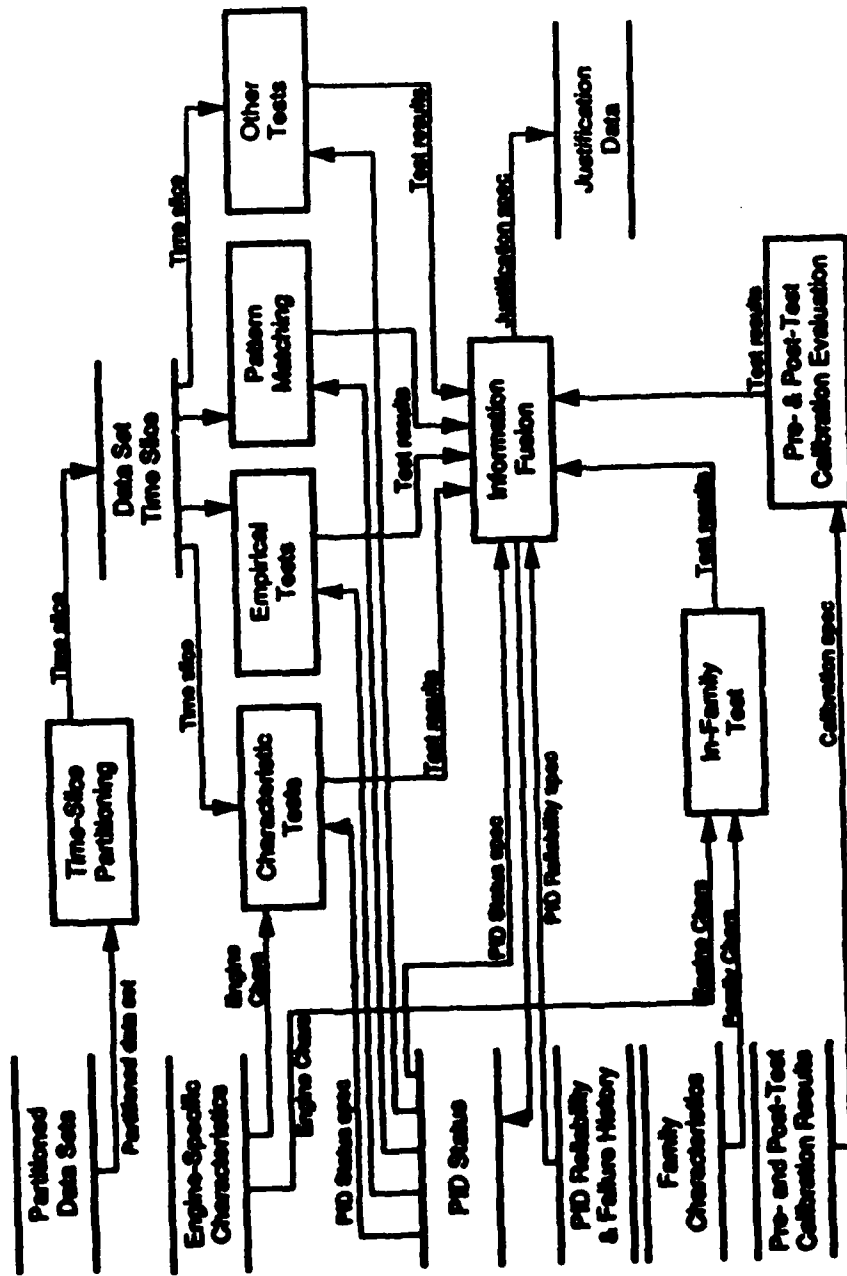 Partitioned
Data Sets
Partitioned data set
Time-Slice
Partitioning
Time slice
Data Set
Time Slice
Engine-Specific
Characteristics
Engine
Chars
Engine Chars
Time slice
Time slice
Characteristic
Tests
Empirical
Tests
Pattern
Matching
Other
Tests
PID Status spec
Test results
Test results
Test results
PID Status
PID Status spec
PID Reliability spec
Information
Fusion
Justification spec
Justification
Data
PID Reliability
& Failure History
Family
Characteristics
Engine Chars
Family Chars
In-Family
Test
Test results
Test results
Pre- and Post-Test
Calibration Results
Calibration spec
Pre- & Post-Test
Calibration Evaluation